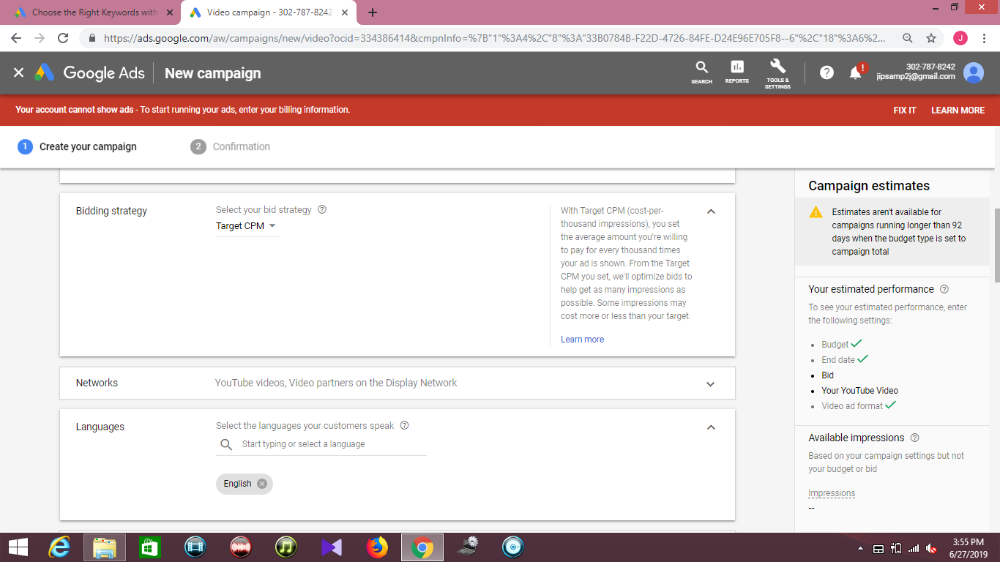 Choose the Right Keywords with
Video campaign - 302-787-8242
https://ads.google.com/aw/campaigns/new/video?ocid=334386414&cmpnInfo=%7B"1"%3A4%2C"8"%3A"33B0784B-F22D-4726-84FE-D24E96E705F8--6"%2C"18"%3A6%2...
J
Google Ads
New campaign
SEARCH
REPORTS
TOOLS & SETTINGS
302-787-8242
jipsamp2j@gmail.com
Your account cannot show ads - To start running your ads, enter your billing information.
FIX IT
LEARN MORE
1 Create your campaign
2 Confirmation
Bidding strategy
Select your bid strategy
Target CPM
With Target CPM (cost-per-
thousand impressions), you set
the average amount you're willing
to pay for every thousand times
your ad is shown. From the Target
CPM you set, we'll optimize bids to
help get as many impressions as
possible. Some impressions may
cost more or less than your target.
Learn more
Networks
YouTube videos, Video partners on the Display Network
Languages
Select the languages your customers speak
Start typing or select a language
English
Campaign estimates
Estimates aren't available for
campaigns running longer than 92
days when the budget type is set to
campaign total
Your estimated performance
To see your estimated performance, enter
the following settings:
Budget
End date
Bid
Your YouTube Video
Video ad format
Available impressions
Based on your campaign settings but not
your budget or bid
Impressions
--
3:55 PM
6/27/2019